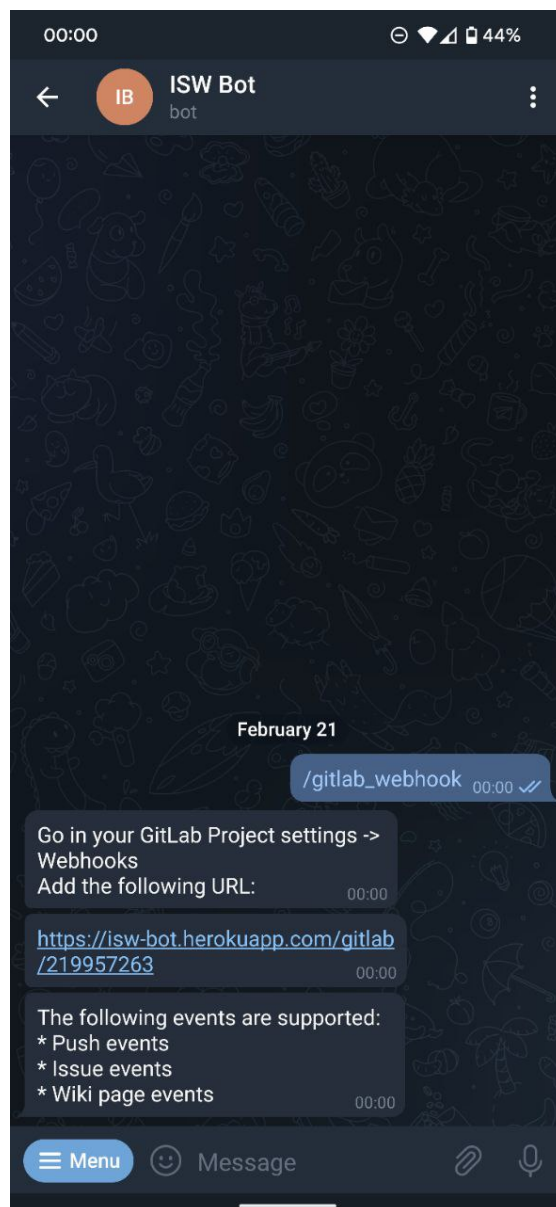 00:00
44%
IB
ISW Bot
bot
February 21
/gitlab_webhook 00:00
Go in your GitLab Project settings ->
Webhooks
Add the following URL:
00:00
https://isw-bot.herokuapp.com/gitlab
/219957263
00:00
The following events are supported:
* Push events
* Issue events
* Wiki page events
00:00
Menu
Message